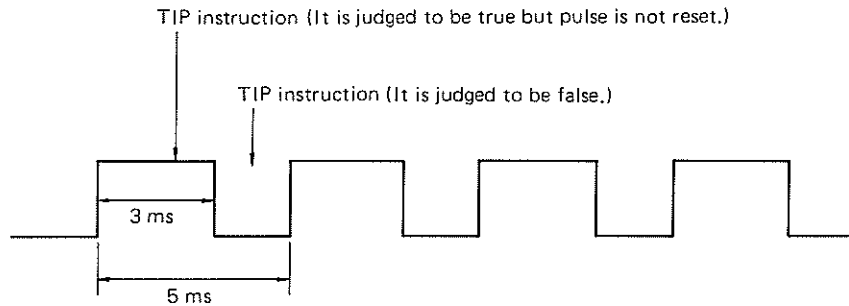 TIP instruction (It is judged to be true but pulse is not reset.)
TIP instruction (It is judged to be false.)
3 ms
5 ms